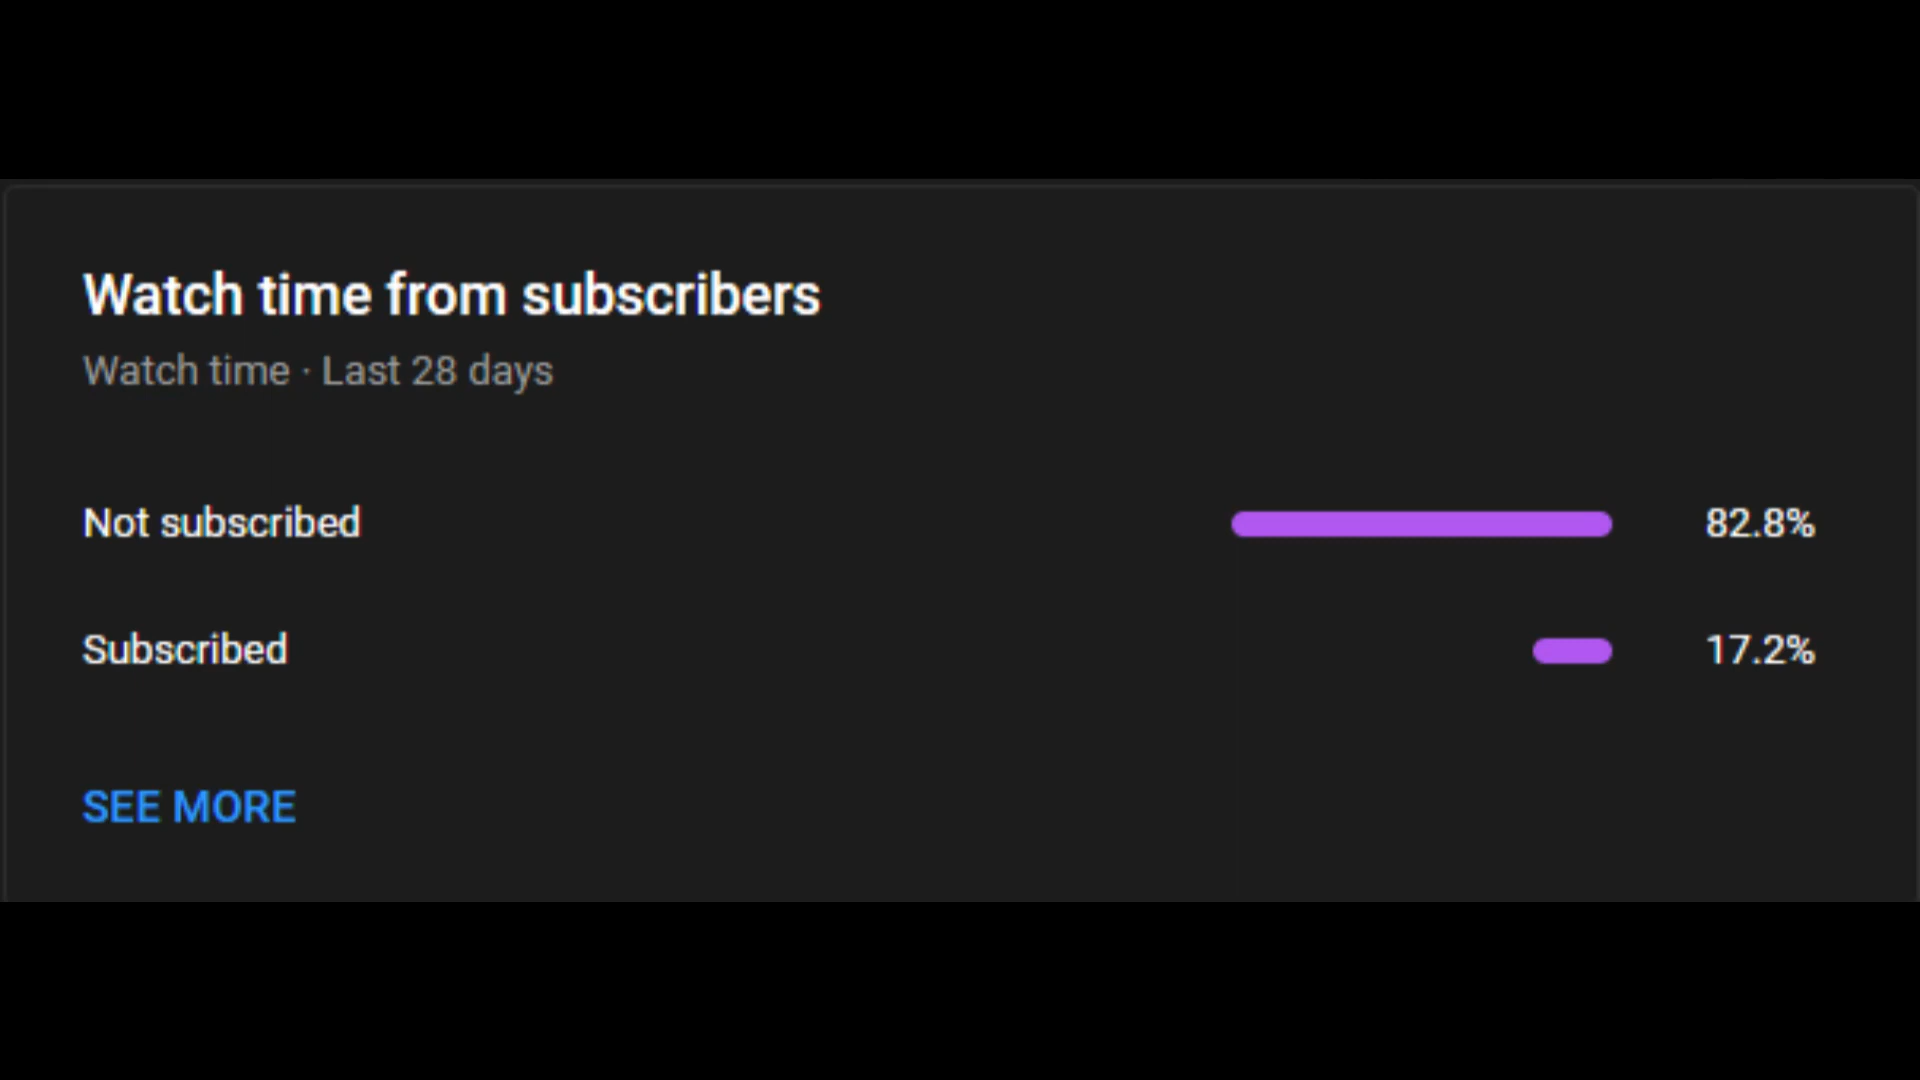 Watch time from subscribers
Watch time · Last 28 days
Not subscribed 82.8%
Subscribed 17.2%
SEE MORE